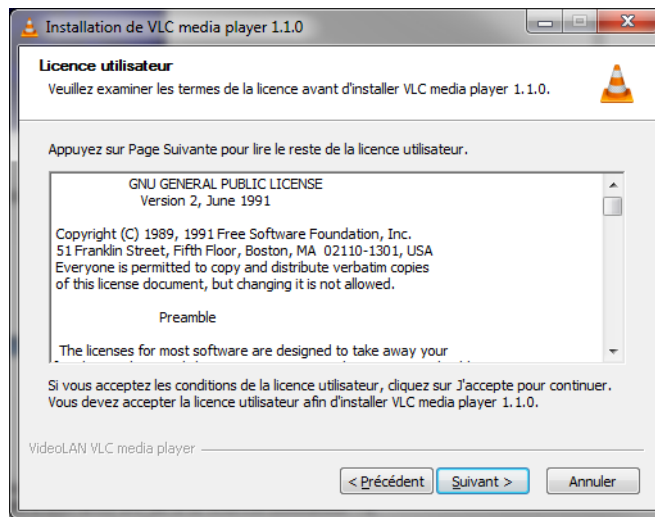 Installation de VLC media player 1.1.0
Licence utilisateur
Veuillez examiner les termes de la licence avant d'installer VLC media player 1.1.0.
Appuyez sur Page Suivante pour lire le reste de la licence utilisateur.
GNU GENERAL PUBLIC LICENSE
Version 2, June 1991
Copyright (C) 1989, 1991 Free Software Foundation, Inc.
51 Franklin Street, Fifth Floor, Boston, MA 02110-1301, USA
Everyone is permitted to copy and distribute verbatim copies
of this license document, but changing it is not allowed.
Preamble
The licenses for most software are designed to take away your
Si vous acceptez les conditions de la licence utilisateur, cliquez sur J'accepte pour continuer.
Vous devez accepter la licence utilisateur afin d'installer VLC media player 1.1.0.
VideoLAN VLC media player
< Précédent Suivant > Annuler